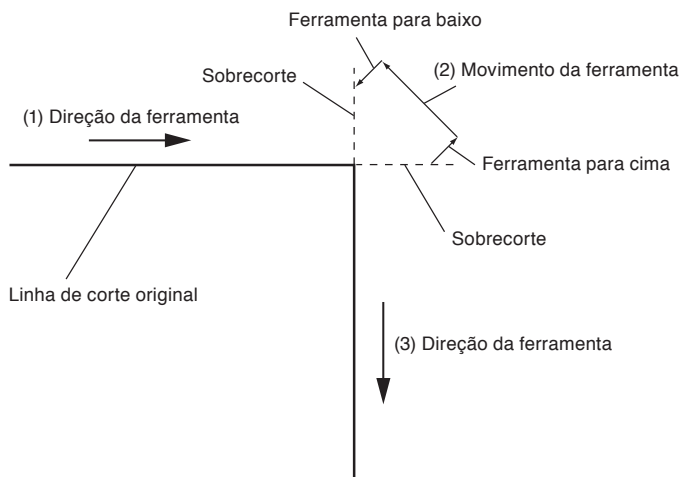 Ferramenta para baixo
(2) Movimento da ferramenta
Sobrecorte
(1) Direção da ferramenta
Ferramenta para cima
Sobrecorte
Linha de corte original
(3) Direção da ferramenta